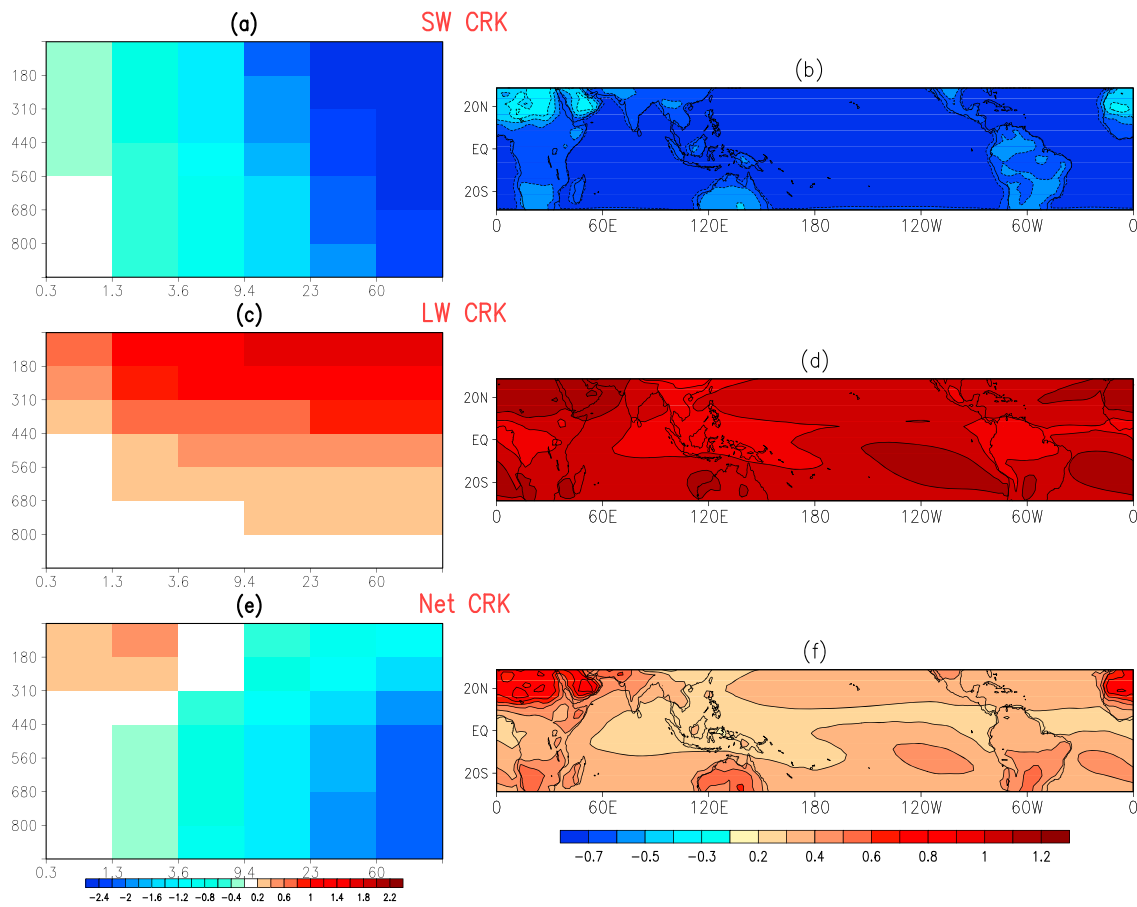 (a) SW CRK
180
310
440
560
680
800
0.3 1.3 3.6 9.4 23 60
(b)
20N
EQ
20S
0 60E 120E 180 120W 60W 0
(c) LW CRK
180
310
440
560
680
800
0.3 1.3 3.6 9.4 23 60
(d)
20N
EQ
20S
0 60E 120E 180 120W 60W 0
(e) Net CRK
180
310
440
560
680
800
0.3 1.3 3.6 9.4 23 60
-2.4 -2 -1.6 -1.2 -0.8 -0.4 0.2 0.6 1 1.4 1.8 2.2
(f)
20N
EQ
20S
0 60E 120E 180 120W 60W 0
-0.7 -0.5 -0.3 0.2 0.4 0.6 0.8 1 1.2